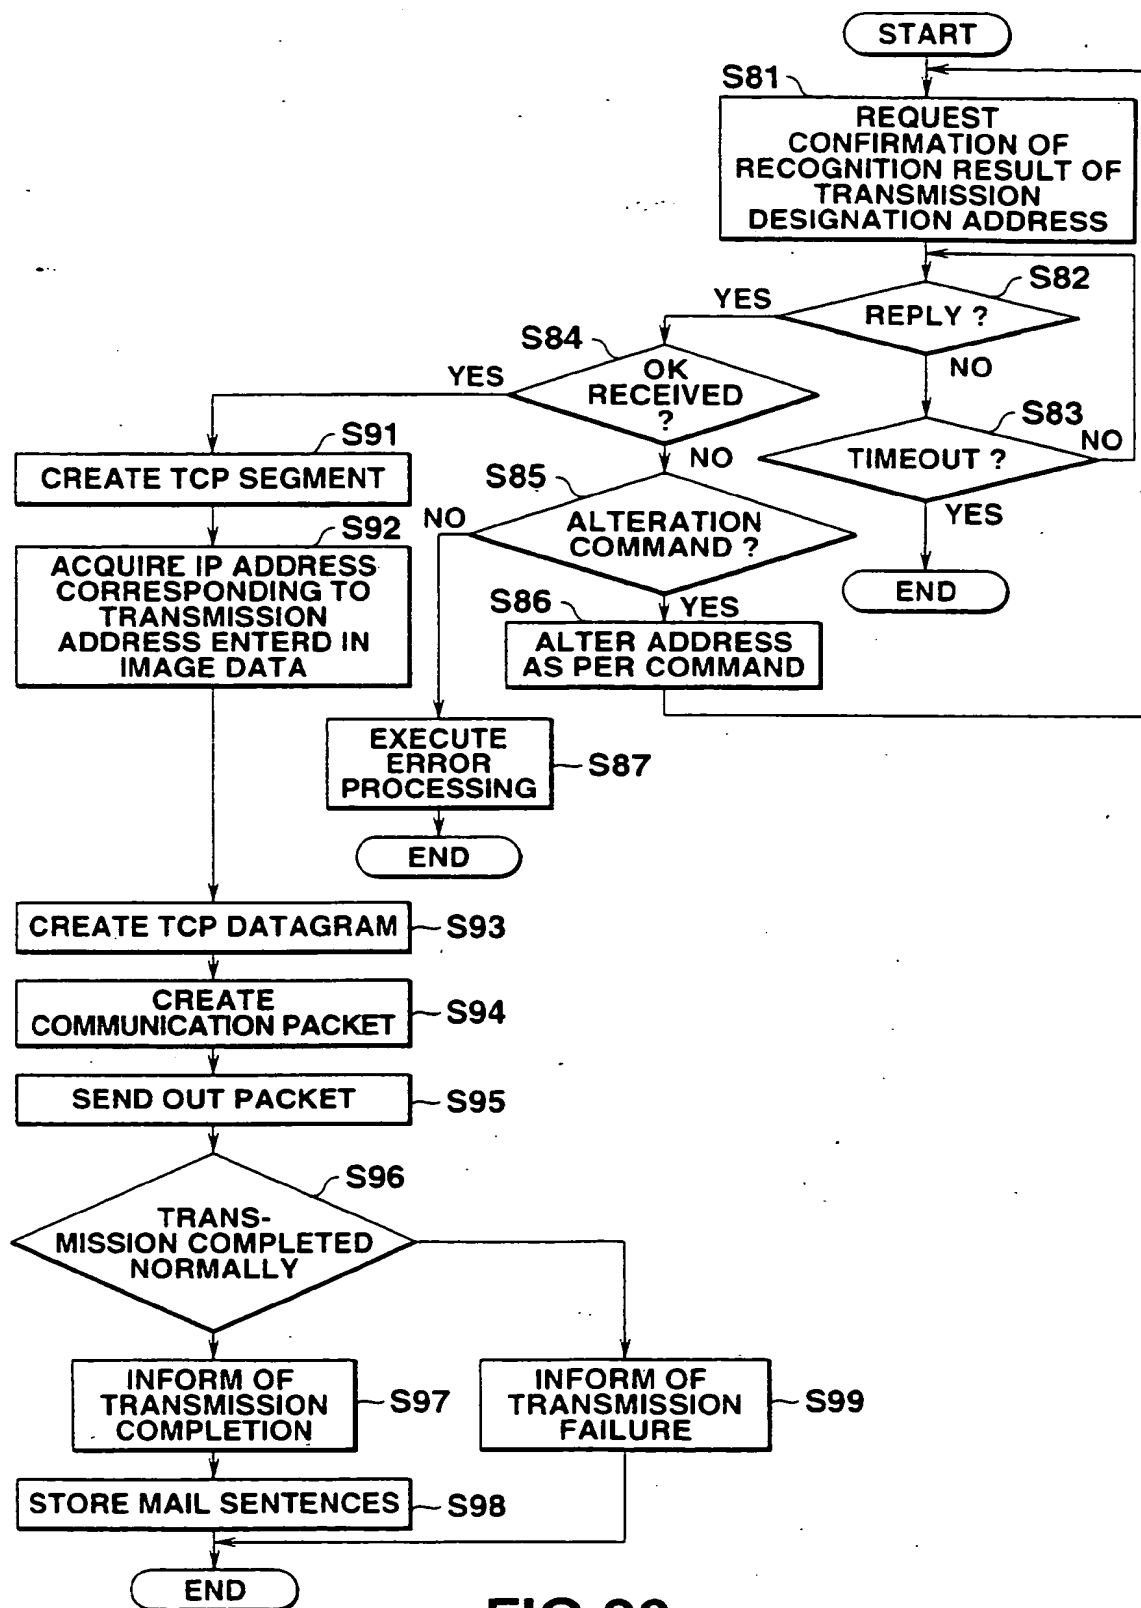 START
S81
REQUEST
CONFIRMATION OF
RECOGNITION RESULT OF
TRANSMISSION
DESIGNATION ADDRESS
S82
REPLY ?
YES
NO
S83
TIMEOUT ?
NO
YES
END
S84
OK
RECEIVED
?
YES
NO
S85
ALTERATION
COMMAND ?
NO
YES
S86
ALTER ADDRESS
AS PER COMMAND
EXECUTE
ERROR
PROCESSING
S87
END
S91
CREATE TCP SEGMENT
S92
ACQUIRE IP ADDRESS
CORRESPONDING TO
TRANSMISSION
ADDRESS ENTERD IN
IMAGE DATA
CREATE TCP DATAGRAM
S93
CREATE
COMMUNICATION PACKET
S94
SEND OUT PACKET
S95
S96
TRANS-
MISSION COMPLETED
NORMALLY
INFORM OF
TRANSMISSION
COMPLETION
S97
INFORM OF
TRANSMISSION
FAILURE
S99
STORE MAIL SENTENCES
S98
END